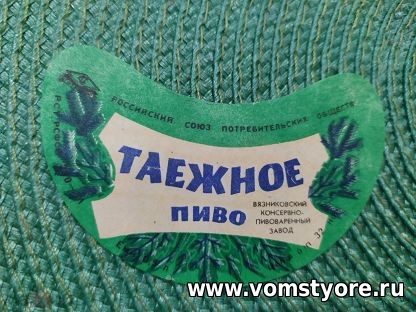 РОССИЙСКИЙ СОЮЗ ПОТРЕБИТЕЛЬСКИХ ОБЩЕСТВ
ТАЕЖНОЕ
ПИВО
ВЯЗНИКОВСКИЙ
КОНСЕРВНО-
ПИВОВАРЕННЫЙ
ЗАВОД
www.vomstyore.ru